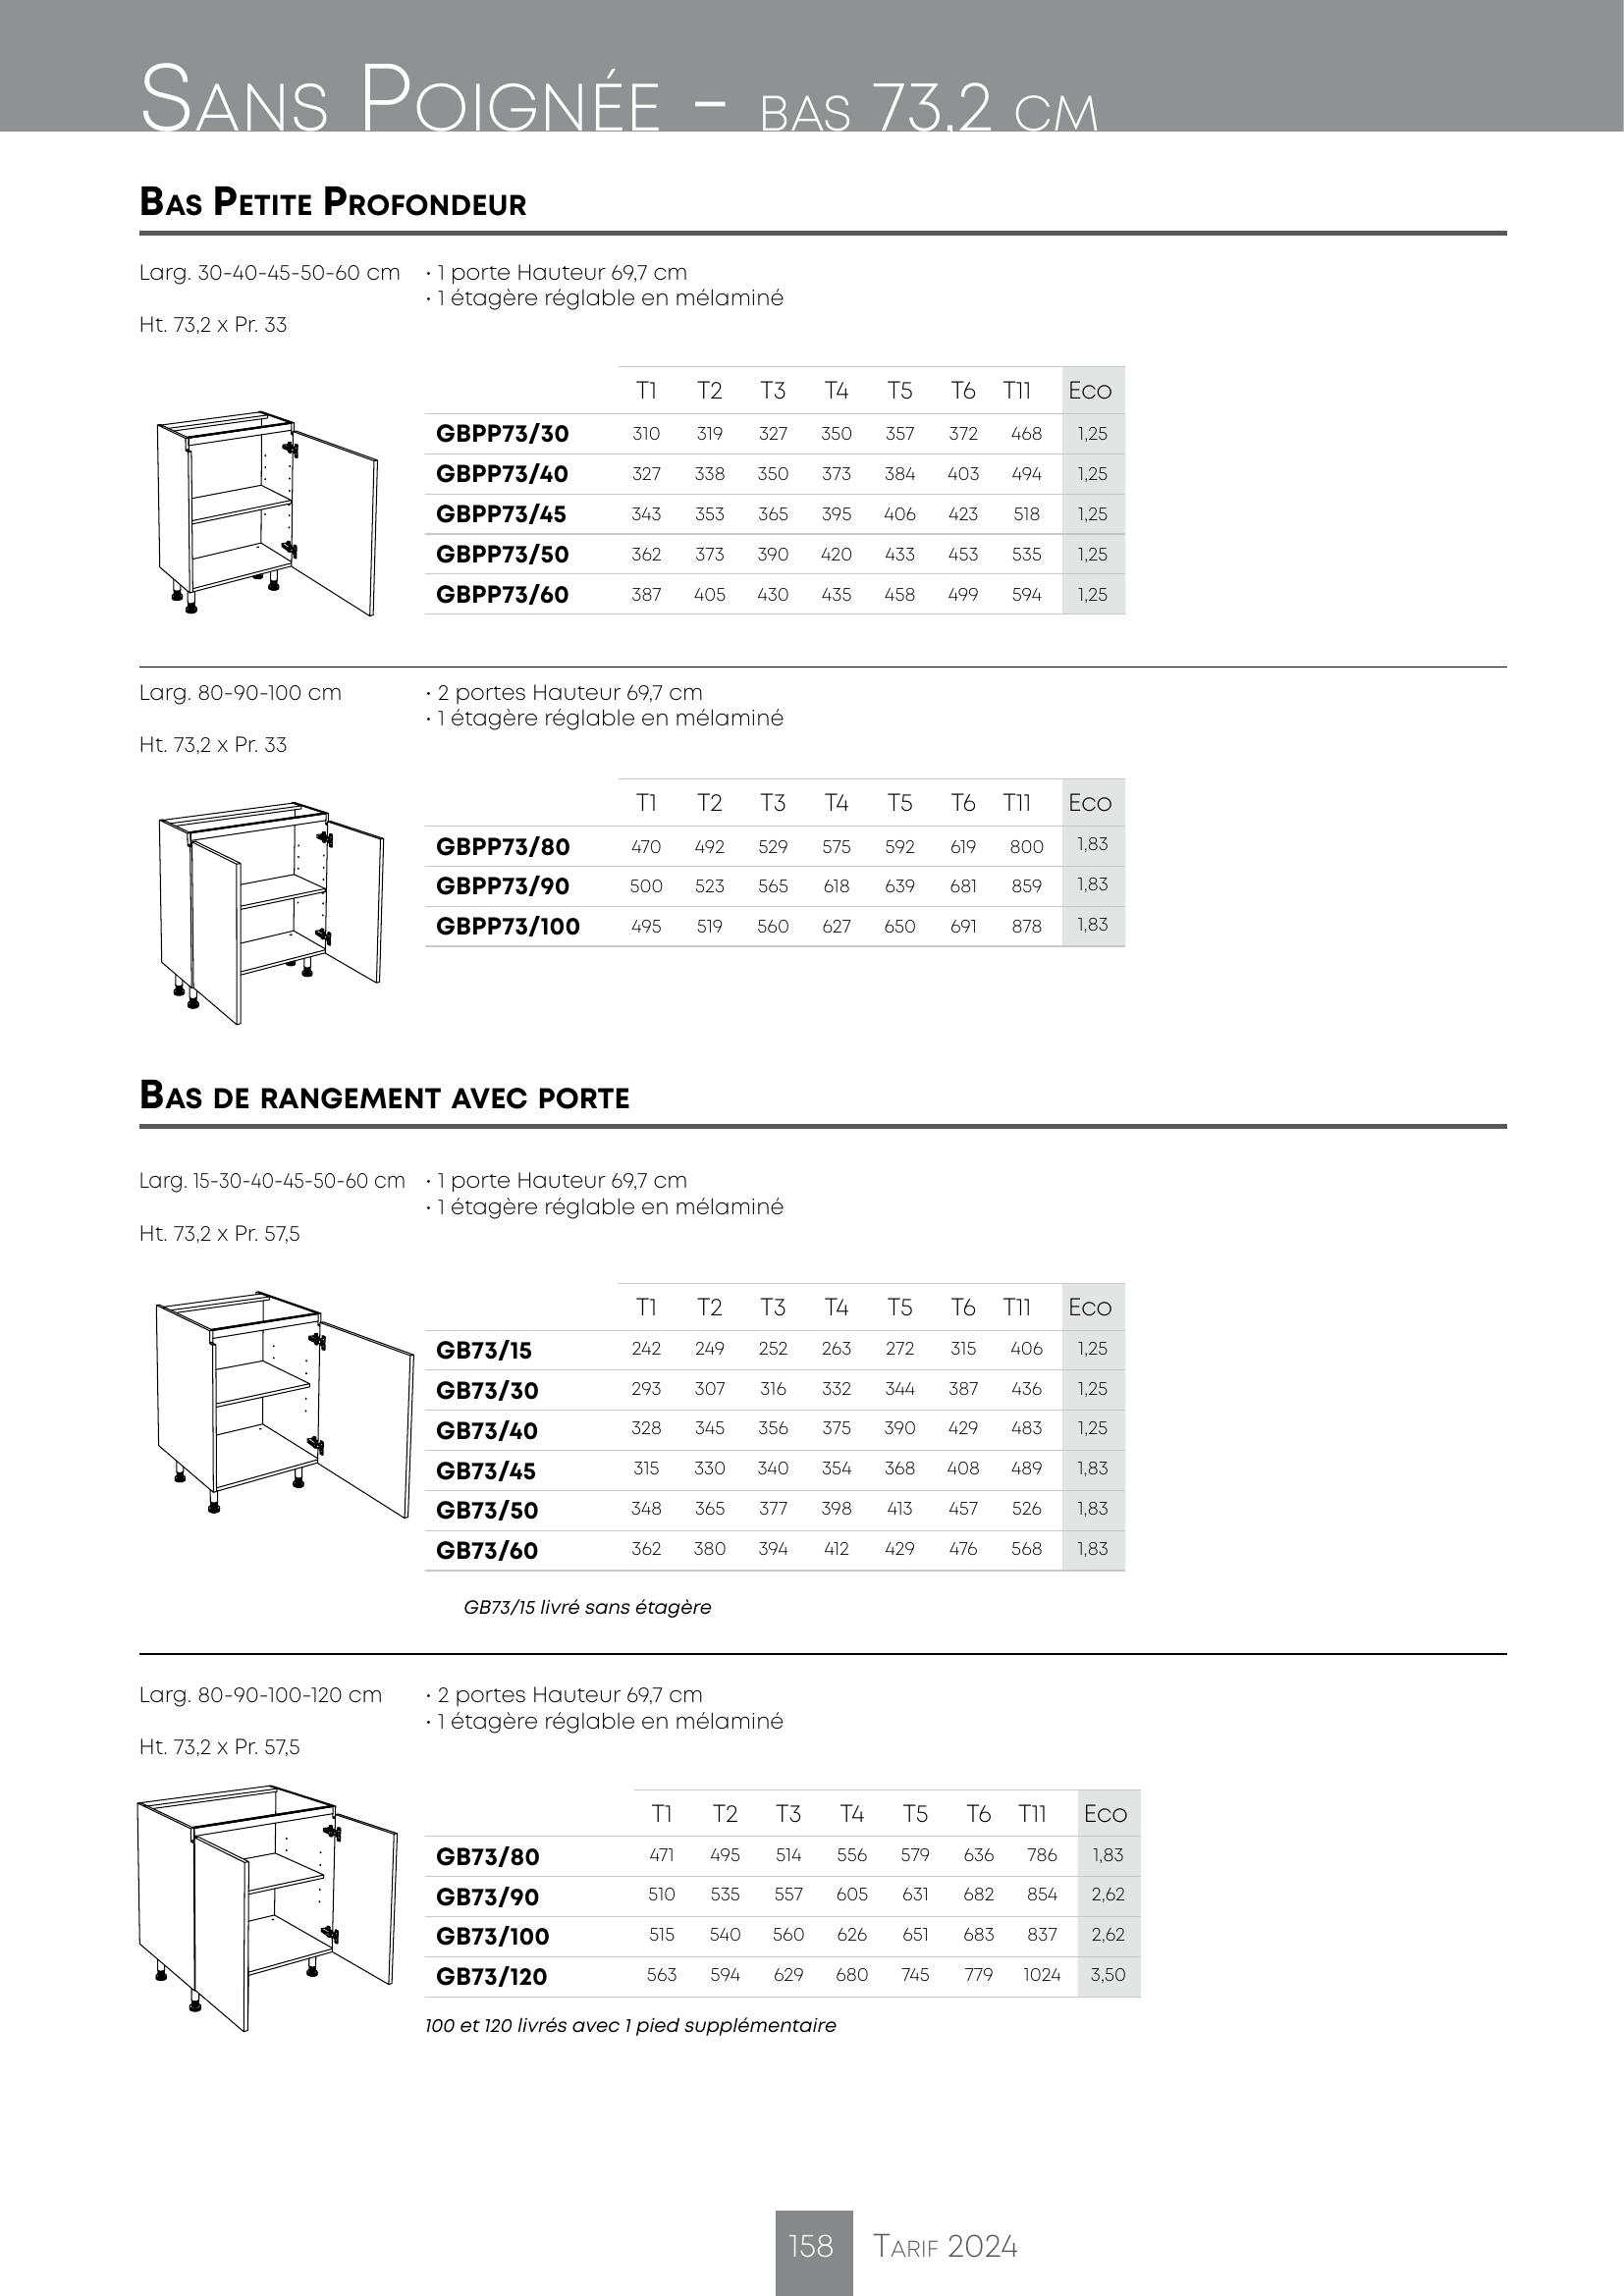 Sans Poignée - bas 73,2 cm
Bas Petite Profondeur
Larg. 30-40-45-50-60 cm • 1 porte Hauteur 69,7 cm
• 1 étagère réglable en mélaminé
Ht. 73,2 x Pr. 33
T1 T2 T3 T4 T5 T6 T11 Eco
GBPP73/30 310 319 327 350 357 372 468 1,25
GBPP73/40 327 338 350 373 384 403 494 1,25
GBPP73/45 343 353 365 395 406 423 518 1,25
GBPP73/50 362 373 390 420 433 453 535 1,25
GBPP73/60 387 405 430 435 458 499 594 1,25
Larg. 80-90-100 cm • 2 portes Hauteur 69,7 cm
• 1 étagère réglable en mélaminé
Ht. 73,2 x Pr. 33
T1 T2 T3 T4 T5 T6 T11 Eco
GBPP73/80 470 492 529 575 592 619 800 1,83
GBPP73/90 500 523 565 618 639 681 859 1,83
GBPP73/100 495 519 560 627 650 691 878 1,83
Bas de rangement avec porte
Larg. 15-30-40-45-50-60 cm • 1 porte Hauteur 69,7 cm
• 1 étagère réglable en mélaminé
Ht. 73,2 x Pr. 57,5
T1 T2 T3 T4 T5 T6 T11 Eco
GB73/15 242 249 252 263 272 315 406 1,25
GB73/30 293 307 316 332 344 387 436 1,25
GB73/40 328 345 356 375 390 429 483 1,25
GB73/45 315 330 340 354 368 408 489 1,83
GB73/50 348 365 377 398 413 457 526 1,83
GB73/60 362 380 394 412 429 476 568 1,83
GB73/15 livré sans étagère
Larg. 80-90-100-120 cm • 2 portes Hauteur 69,7 cm
• 1 étagère réglable en mélaminé
Ht. 73,2 x Pr. 57,5
T1 T2 T3 T4 T5 T6 T11 Eco
GB73/80 471 495 514 556 579 636 786 1,83
GB73/90 510 535 557 605 631 682 854 2,62
GB73/100 515 540 560 626 651 683 837 2,62
GB73/120 563 594 629 680 745 779 1024 3,50
100 et 120 livrés avec 1 pied supplémentaire
158 Tarif 2024